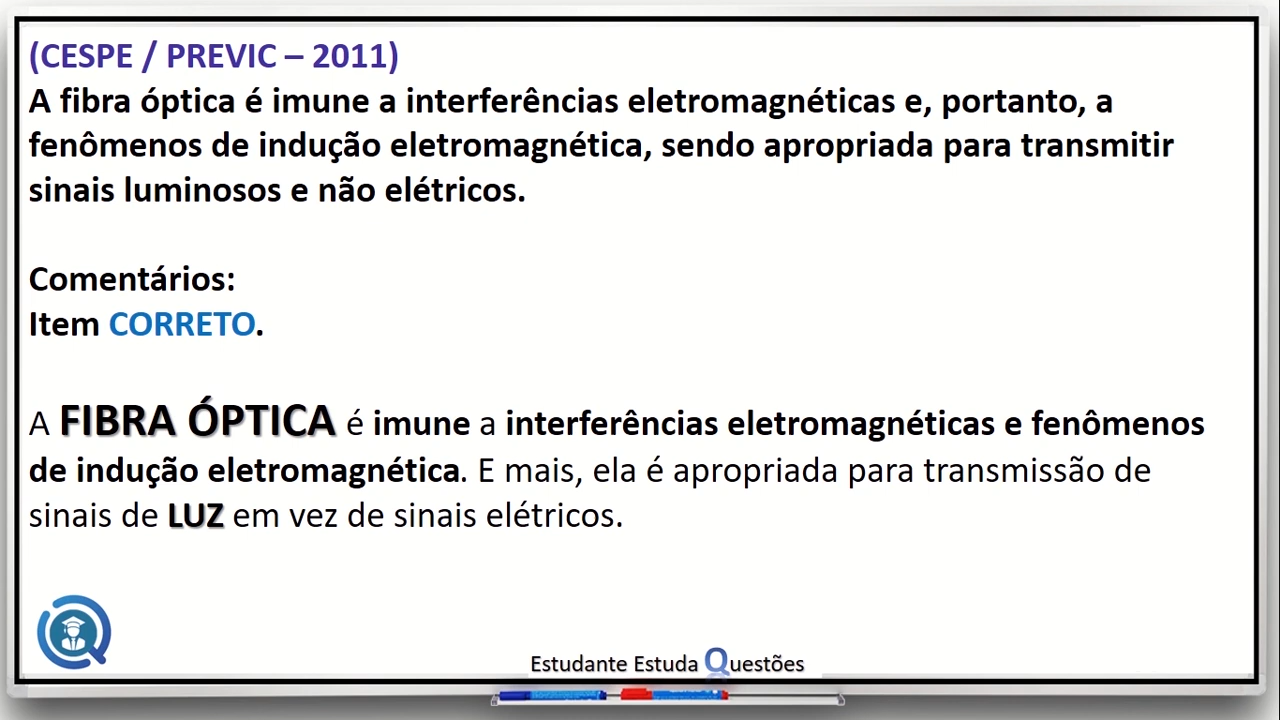 (CESPE / PREVIC – 2011)
A fibra óptica é imune a interferências eletromagnéticas e, portanto, a
fenômenos de indução eletromagnética, sendo apropriada para transmitir
sinais luminosos e não elétricos.
Comentários:
Item CORRETO.
A FIBRA ÓPTICA é imune a interferências eletromagnéticas e fenômenos
de indução eletromagnética. E mais, ela é apropriada para transmissão de
sinais de LUZ em vez de sinais elétricos.
Estudante Estuda Questões